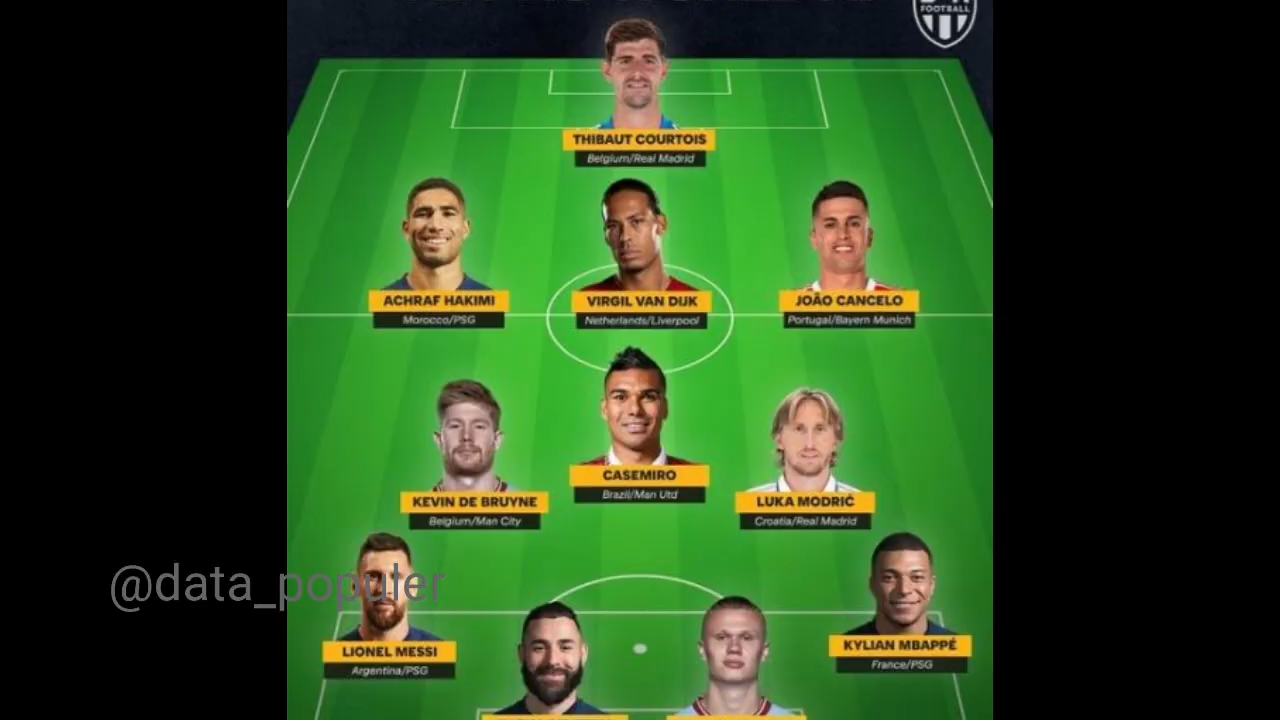 FOOTBALL
THIBAUT COURTOIS
Belgium/Real Madrid
ACHRAF HAKIMI
Morocco/PSG
VIRGIL VAN DIJK
Netherlands/Liverpool
JOÃO CANCELO
Portugal/Bayern Munich
KEVIN DE BRUYNE
Belgium/Man City
CASEMIRO
Brazil/Man Utd
LUKA MODRIĆ
Croatia/Real Madrid
@data_populer
LIONEL MESSI
Argentina/PSG
KYLIAN MBAPPÉ
France/PSG